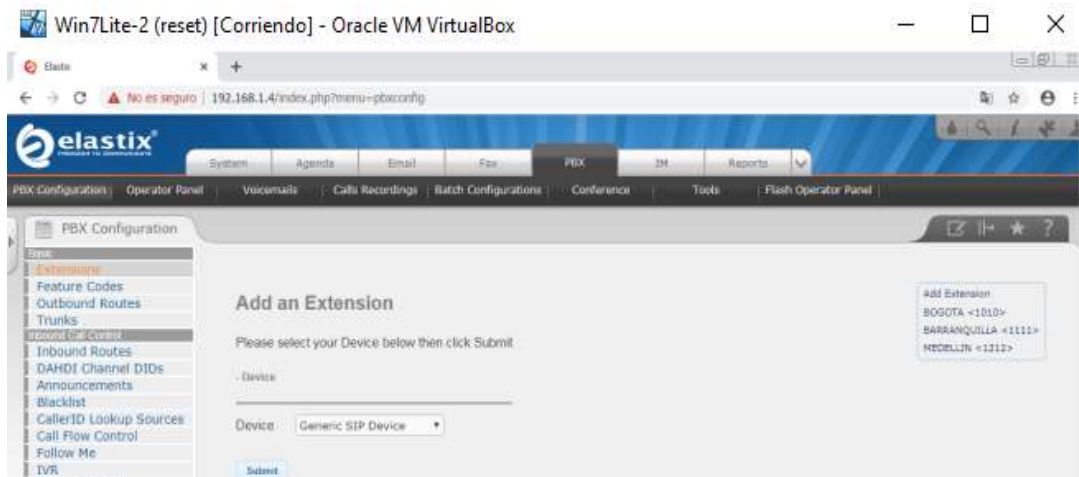 Win7Lite-2 (reset) [Corriendo] - Oracle VM VirtualBox
Elastix
No es seguro | 192.168.1.4/index.php?menu=pbxconfig
elastix
System Agenda Email Fax PBX IM Reports
PBX Configuration Operator Panel Voicemails Calls Recordings Batch Configurations Conference Tools Flash Operator Panel
PBX Configuration
Basic
Extensions
Feature Codes
Outbound Routes
Trunks
Inbound Call Control
Inbound Routes
DAHDI Channel DIDs
Announcements
Blacklist
CallerID Lookup Sources
Call Flow Control
Follow Me
IVR
Add an Extension
Please select your Device below then click Submit
- Device
Device Generic SIP Device
Submit
Add Extension
BOGOTA <1010>
BARRANQUILLA <1111>
MEDELLIN <1212>